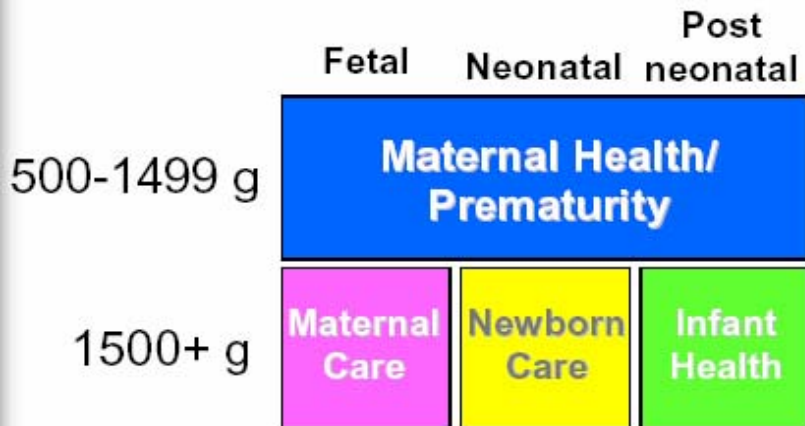 Fetal Neonatal Post
neonatal
500-1499 g
Maternal Health/
Prematurity
1500+ g
Maternal
Care
Newborn
Care
Infant
Health